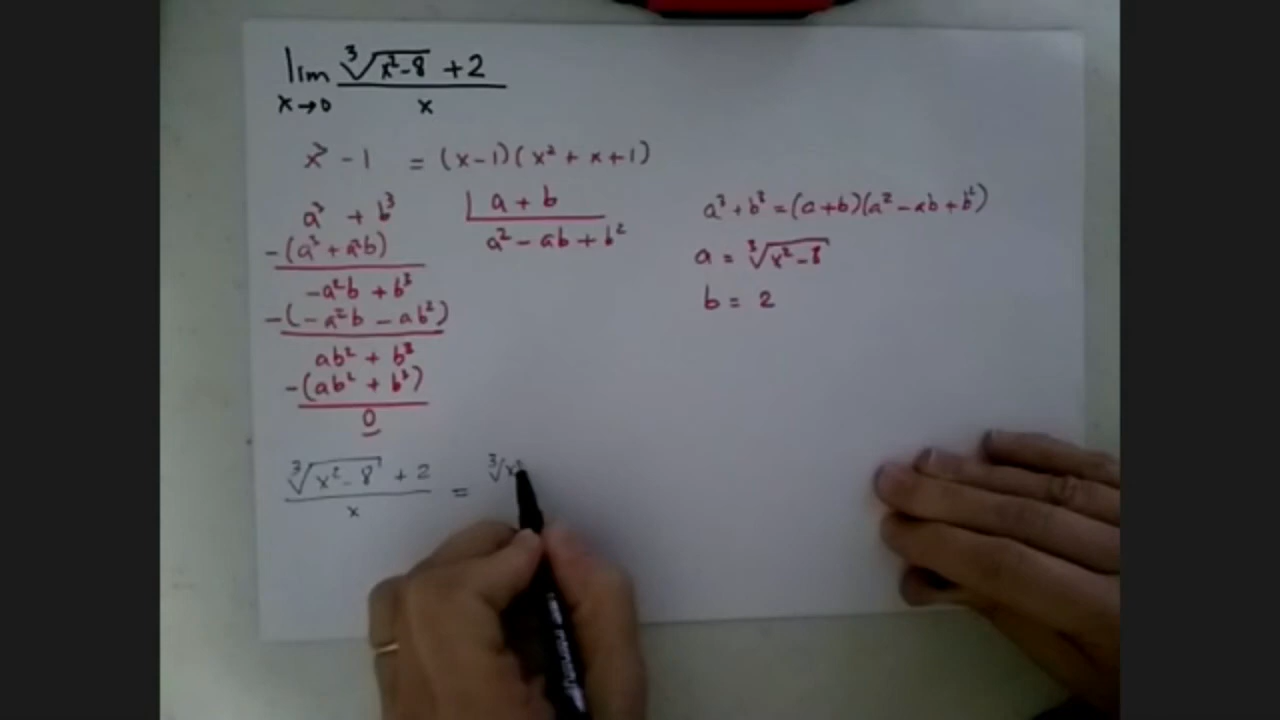 lim x→0 ∛(x²-8) + 2 / x
x³ - 1 = (x-1)(x² + x + 1)
a³ + b³ | a + b
-(a³ + a²b) a² - ab + b²
-a²b + b³
-(-a²b - ab²)
ab² + b³
-(ab² + b³)
0
a³ + b³ = (a+b)(a² - ab + b²)
a = ∛(x² - 8)
b = 2
∛(x² - 8) + 2 / x = ∛x²